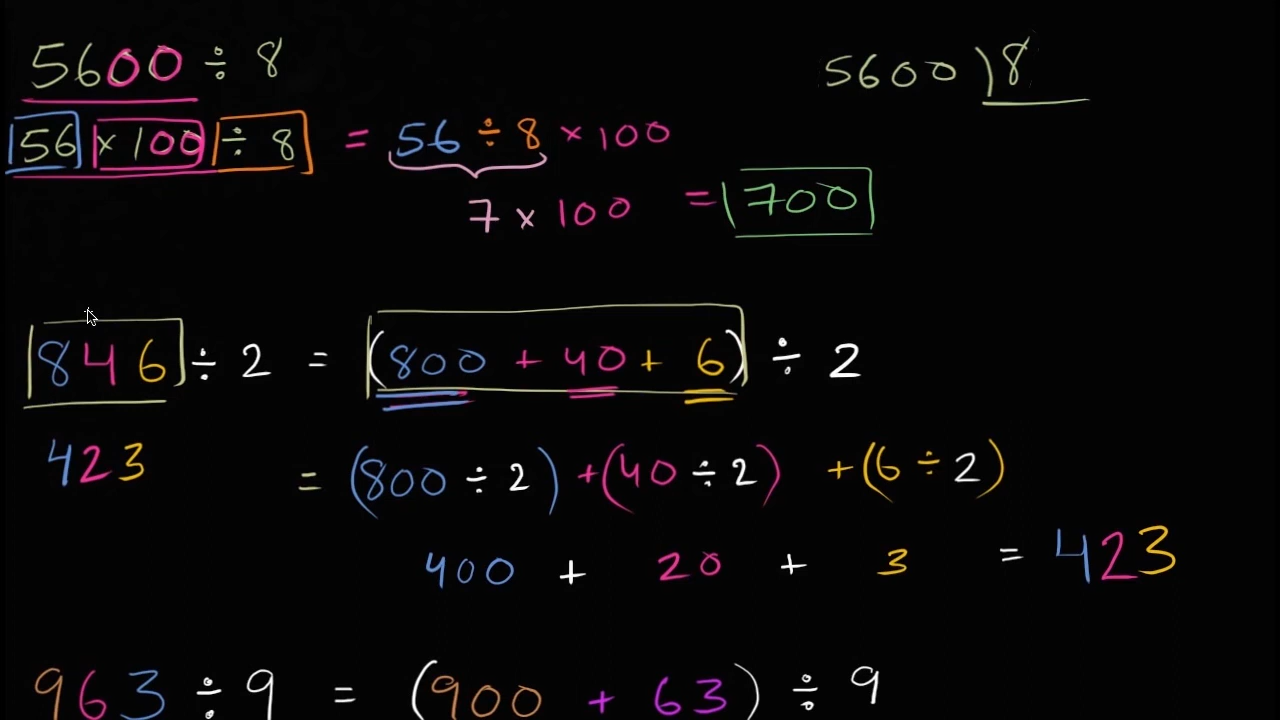 5600 ÷ 8
5600 ) 8
56 × 100 ÷ 8 = 56 ÷ 8 × 100
7 × 100 = 700
846 ÷ 2 = (800 + 40 + 6) ÷ 2
423 = (800 ÷ 2) + (40 ÷ 2) + (6 ÷ 2)
400 + 20 + 3 = 423
963 ÷ 9 = (900 + 63) ÷ 9